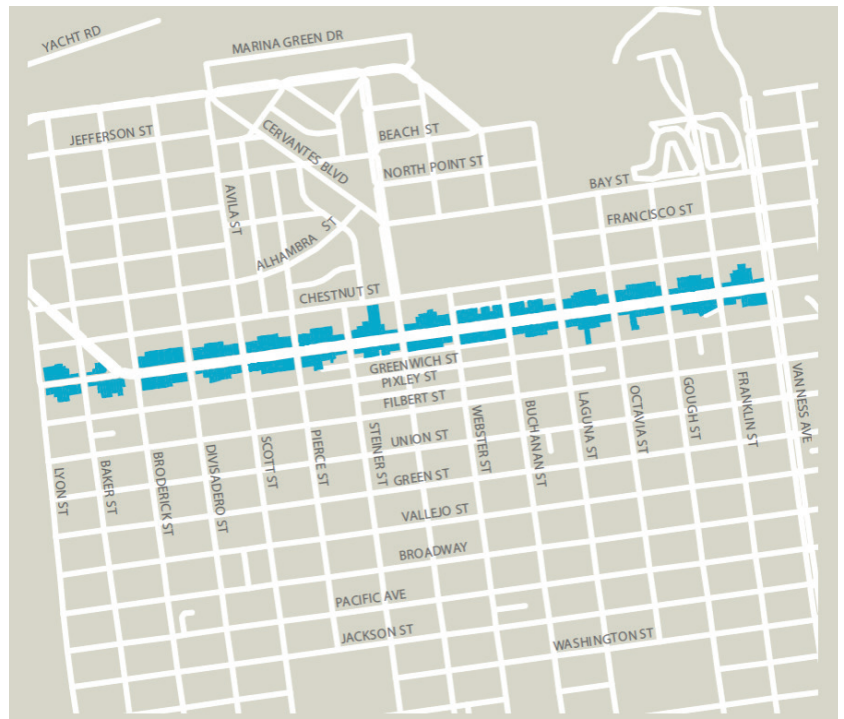 YACHT RD
MARINA GREEN DR
JEFFERSON ST
CERVANTES BLVD
BEACH ST
NORTH POINT ST
BAY ST
AVILA ST
FRANCISCO ST
ALHAMBRA ST
CHESTNUT ST
GREENWICH ST
PIXLEY ST
FILBERT ST
UNION ST
GREEN ST
VALLEJO ST
BROADWAY
PACIFIC AVE
JACKSON ST
WASHINGTON ST
LYON ST
BAKER ST
BRODERICK ST
DIVISADERO ST
SCOTT ST
PIERCE ST
STEINER ST
WEBSTER ST
BUCHANAN ST
LAGUNA ST
OCTAVIA ST
GOUGH ST
FRANKLIN ST
VAN NESS AVE